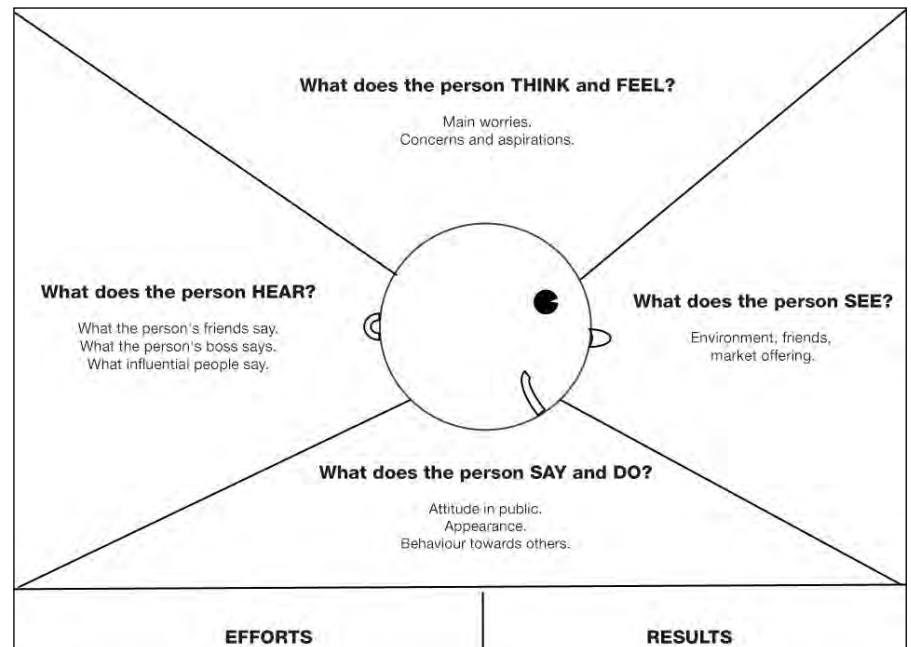 What does the person THINK and FEEL?
Main worries.
Concerns and aspirations.
What does the person HEAR?
What the person's friends say.
What the person's boss says.
What influential people say.
What does the person SEE?
Environment, friends,
market offering.
What does the person SAY and DO?
Attitude in public.
Appearance.
Behaviour towards others.
EFFORTS
RESULTS